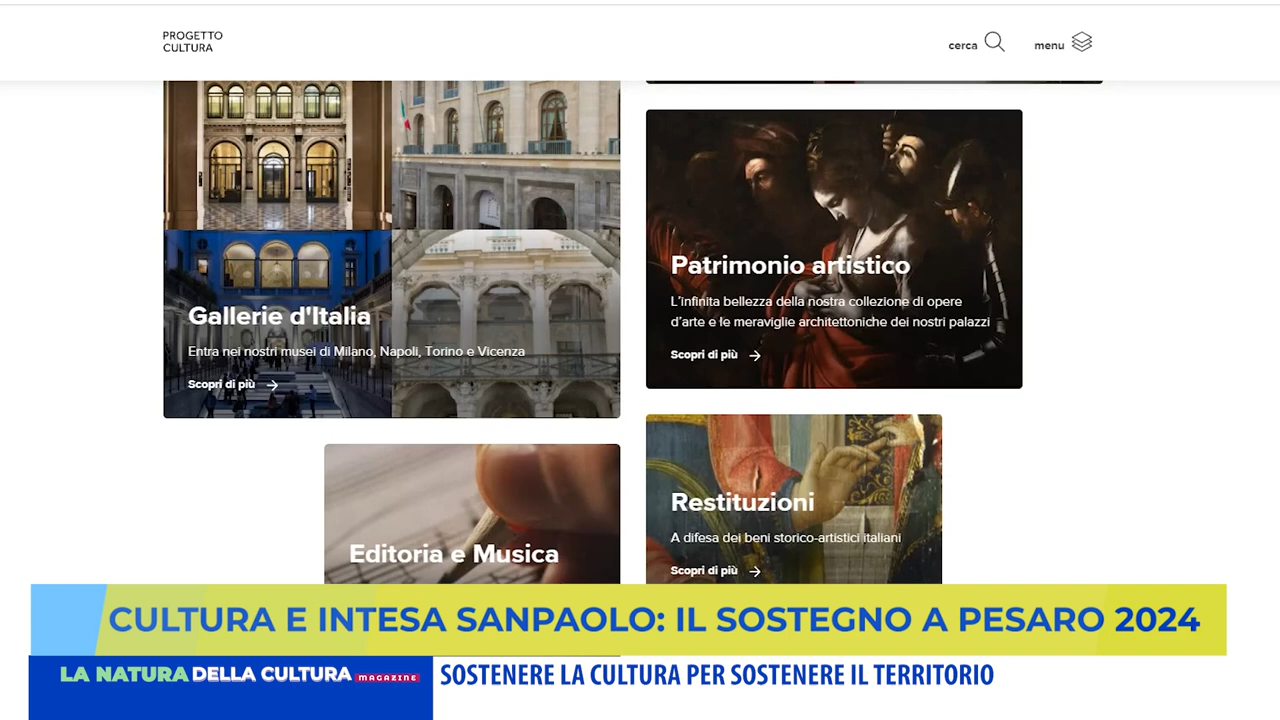 PROGETTO
CULTURA
cerca
menu
Gallerie d'Italia
Entra nei nostri musei di Milano, Napoli, Torino e Vicenza
Scopri di più
Patrimonio artistico
L'infinita bellezza della nostra collezione di opere
d'arte e le meraviglie architettoniche dei nostri palazzi
Scopri di più
Editoria e Musica
Restituzioni
A difesa dei beni storico-artistici italiani
Scopri di più
CULTURA E INTESA SANPAOLO: IL SOSTEGNO A PESARO 2024
LA NATURA DELLA CULTURA MAGAZINE
SOSTENERE LA CULTURA PER SOSTENERE IL TERRITORIO